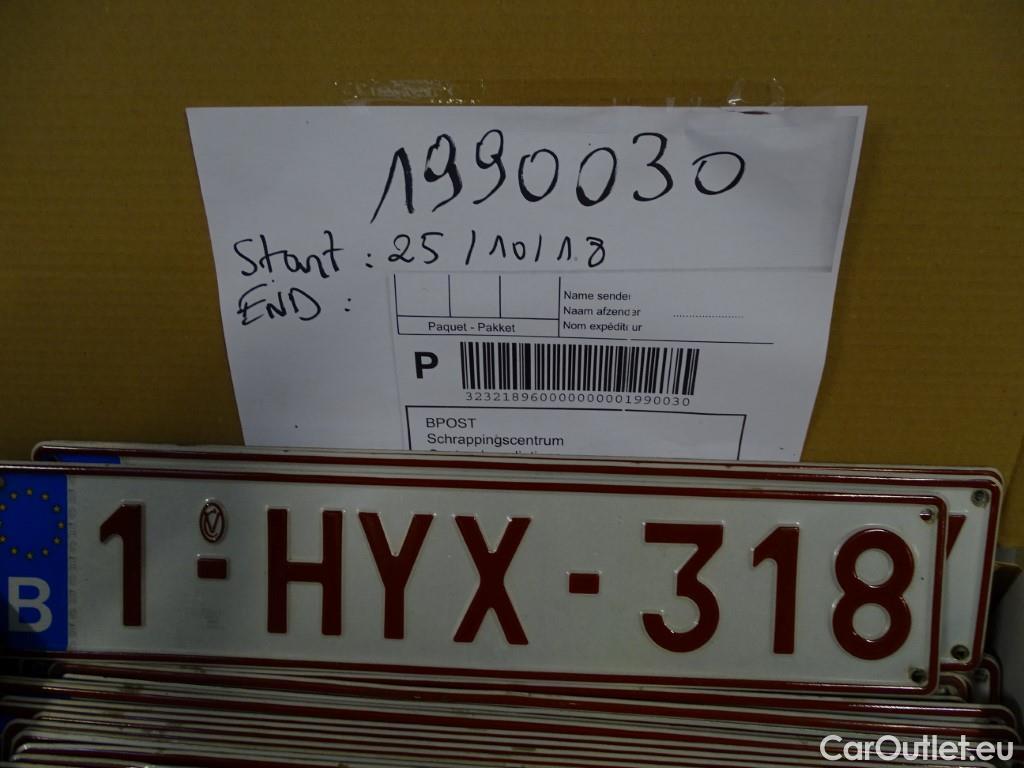 1990030
Start: 25/10/18
END:
Name sender
Naam afzender
Nom expéditeur
Paquet - Pakket
P
3232189600000000001990030
BPOST
Schrappingscentrum
B
1-HYX-318
CarOutlet.eu